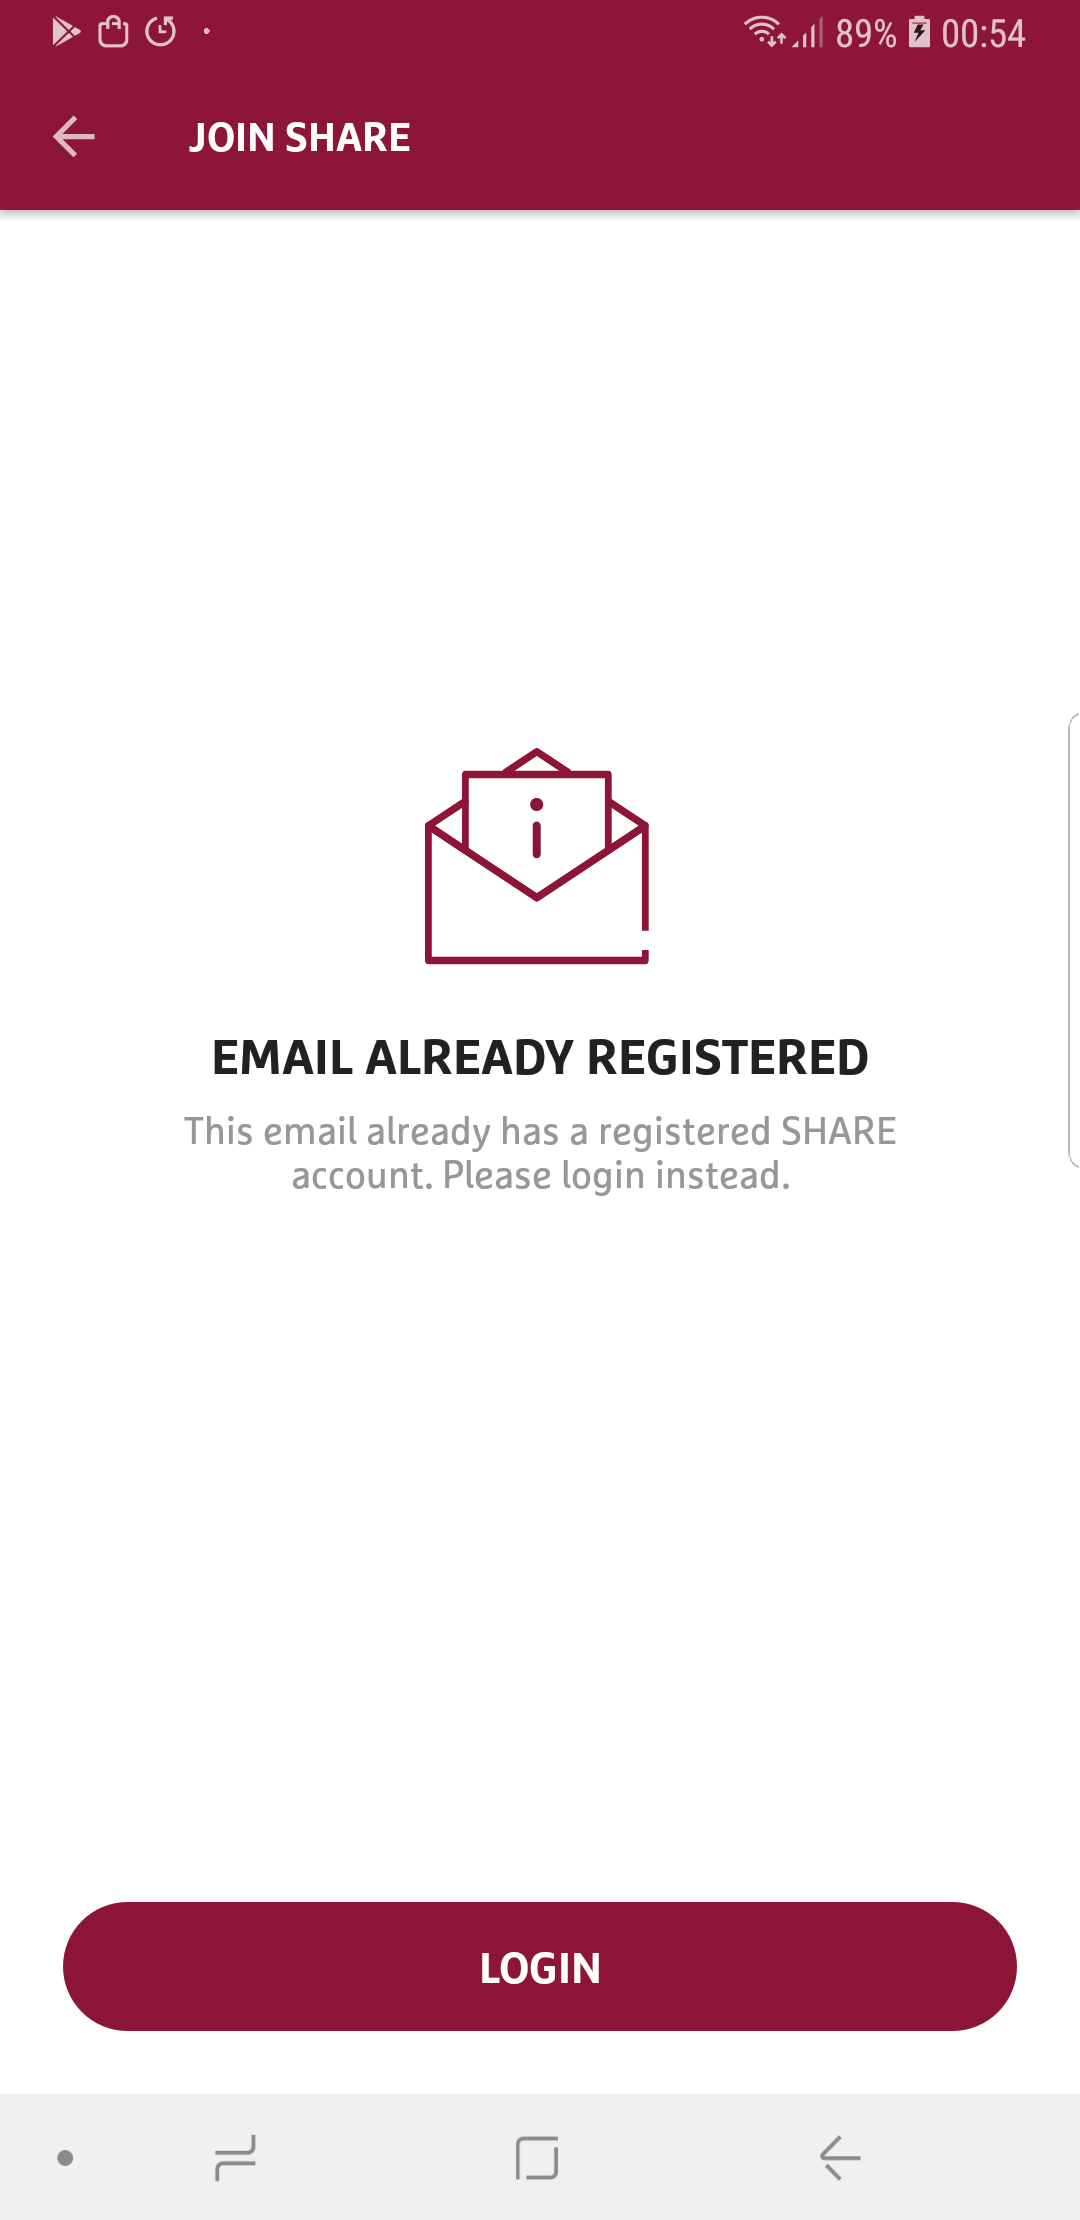 89% 00:54
JOIN SHARE
EMAIL ALREADY REGISTERED
This email already has a registered SHARE
account. Please login instead.
LOGIN